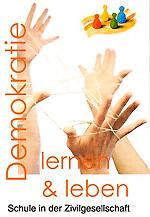 Demokratie
lernen
& leben
Schule in der Zivilgesellschaft